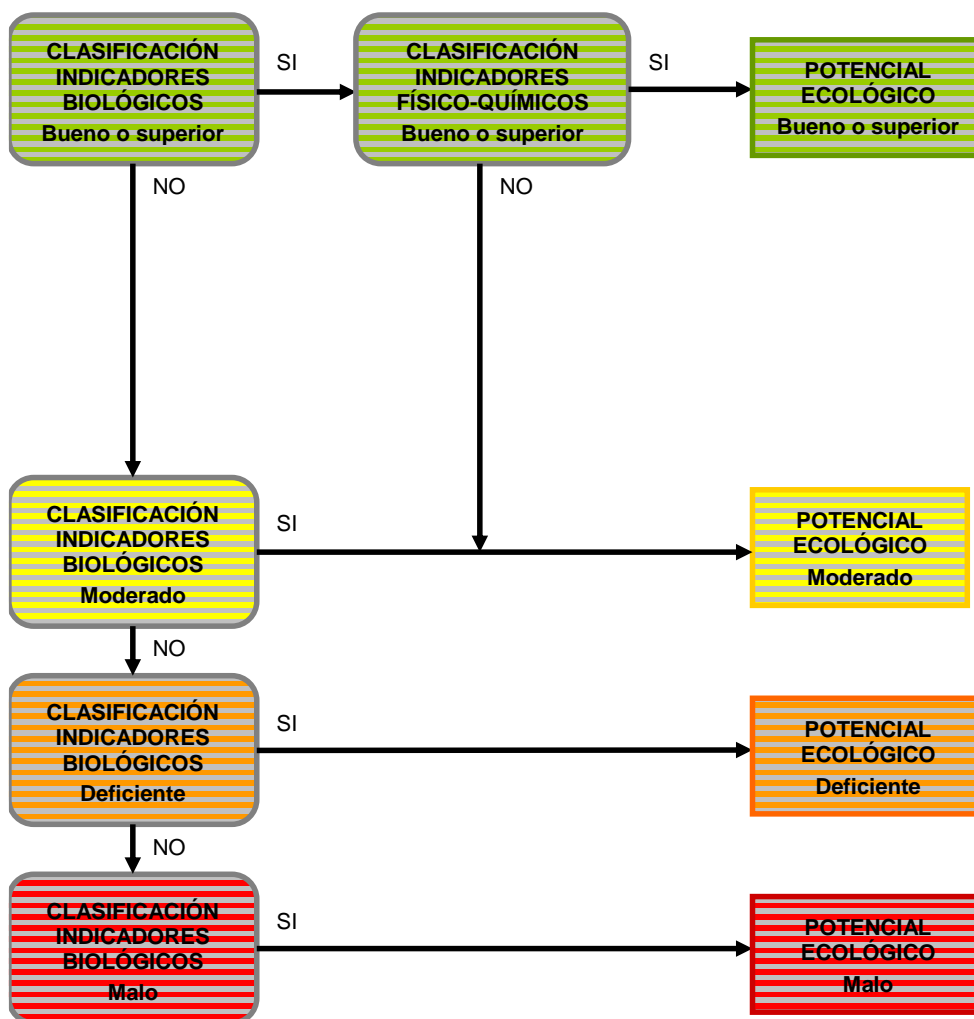 CLASIFICACIÓN
INDICADORES
BIOLÓGICOS
Bueno o superior
SI
CLASIFICACIÓN
INDICADORES
FÍSICO-QUÍMICOS
Bueno o superior
SI
POTENCIAL
ECOLÓGICO
Bueno o superior
NO
NO
CLASIFICACIÓN
INDICADORES
BIOLÓGICOS
Moderado
SI
POTENCIAL
ECOLÓGICO
Moderado
NO
CLASIFICACIÓN
INDICADORES
BIOLÓGICOS
Deficiente
SI
POTENCIAL
ECOLÓGICO
Deficiente
NO
CLASIFICACIÓN
INDICADORES
BIOLÓGICOS
Malo
SI
POTENCIAL
ECOLÓGICO
Malo